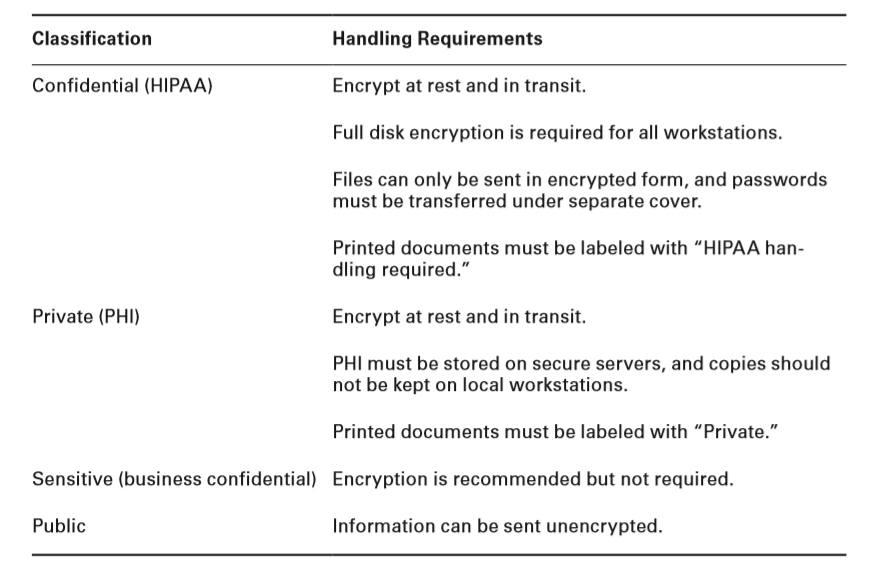 Classification Handling Requirements
Confidential (HIPAA) Encrypt at rest and in transit.
Full disk encryption is required for all workstations.
Files can only be sent in encrypted form, and passwords
must be transferred under separate cover.
Printed documents must be labeled with “HIPAA han-
dling required.”
Private (PHI) Encrypt at rest and in transit.
PHI must be stored on secure servers, and copies should
not be kept on local workstations.
Printed documents must be labeled with “Private.”
Sensitive (business confidential) Encryption is recommended but not required.
Public Information can be sent unencrypted.